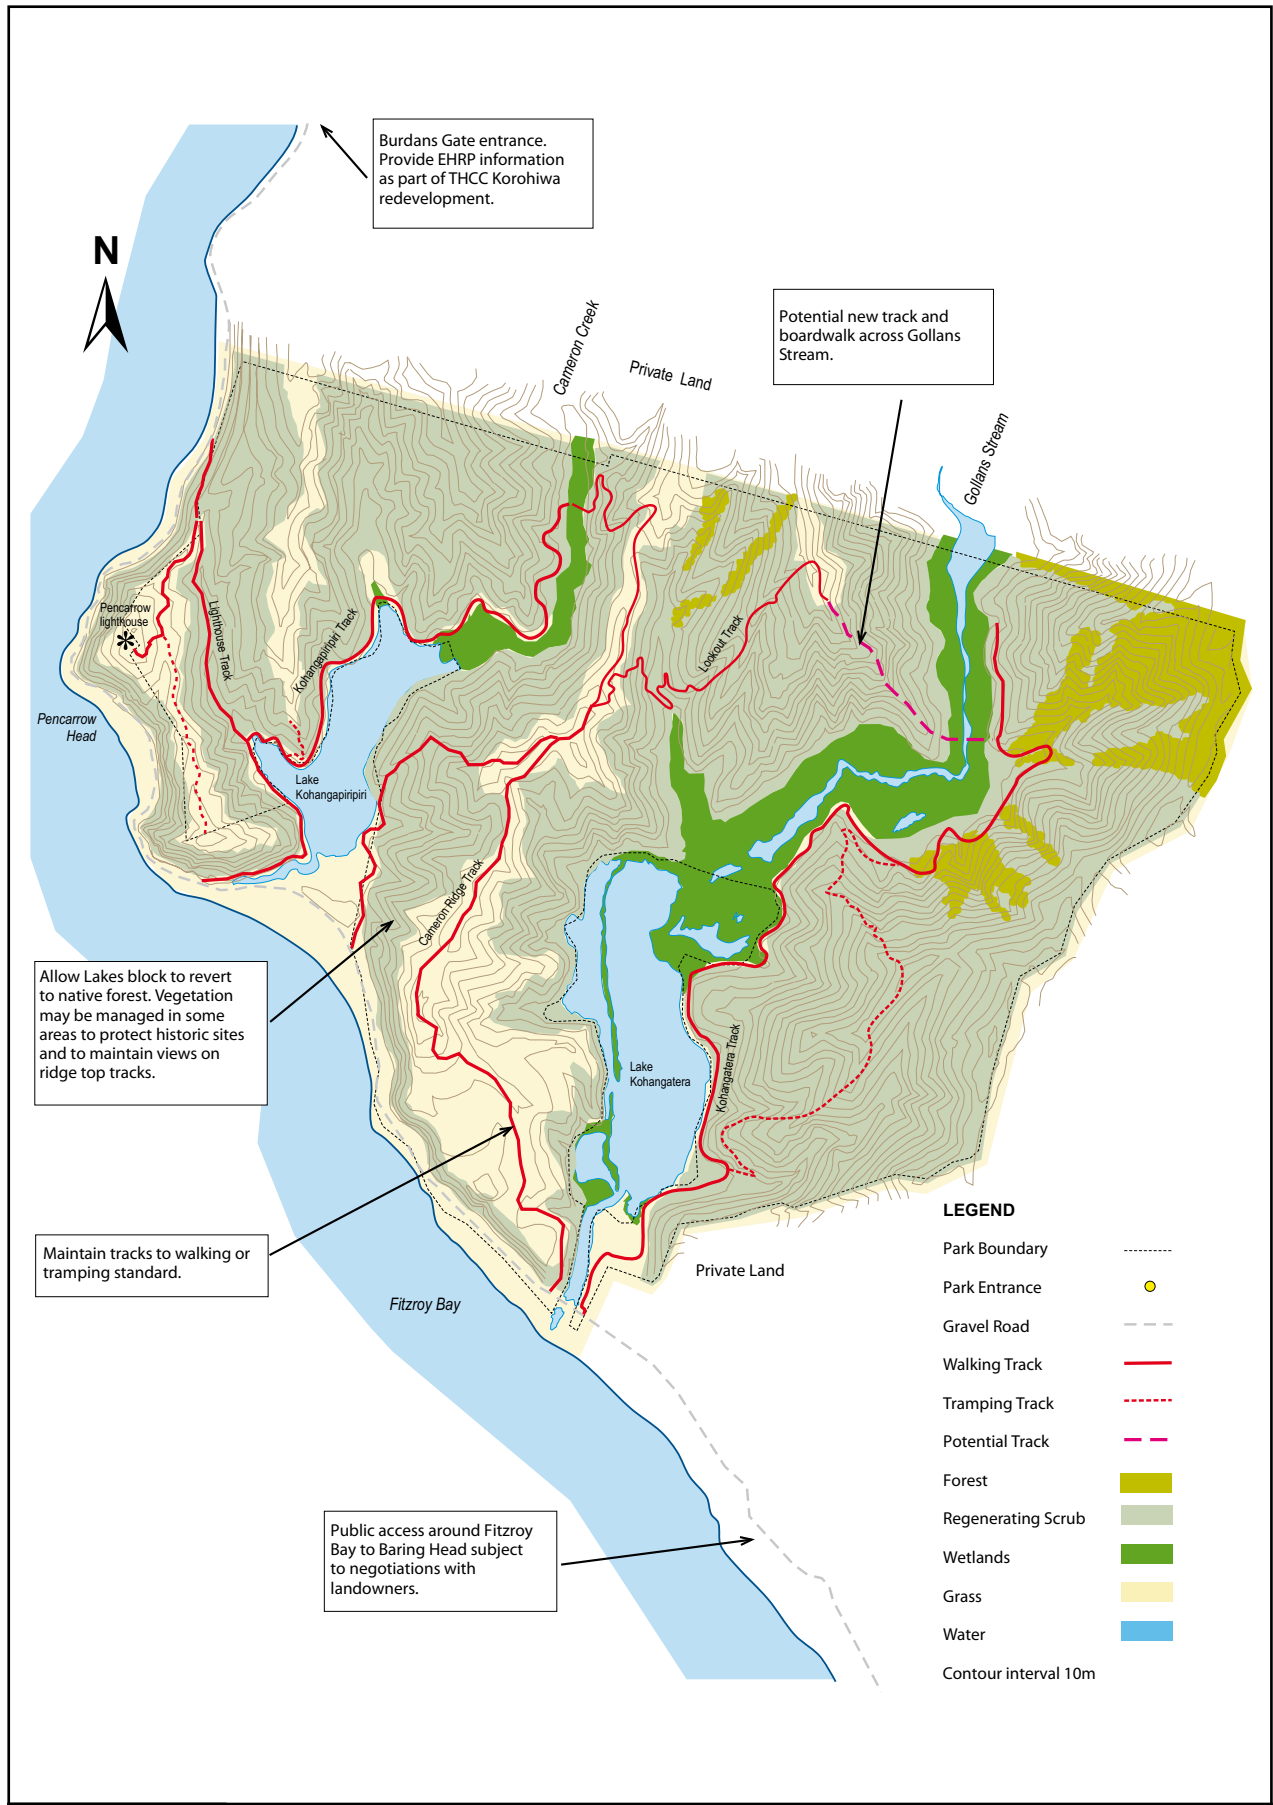 Burdans Gate entrance.
Provide EHRP information
as part of THCC Korohiwa
redevelopment.
N
Cameron Creek
Private Land
Potential new track and
boardwalk across Gollans
Stream.
Gollans Stream
Pencarrow
lighthouse
Lighthouse Track
Kohangapiripiri Track
Lookout Track
Pencarrow
Head
Lake
Kohangapiripiri
Cameron Ridge Track
Allow Lakes block to revert
to native forest. Vegetation
may be managed in some
areas to protect historic sites
and to maintain views on
ridge top tracks.
Lake
Kohangatera
Kohangatera Track
Maintain tracks to walking or
tramping standard.
Fitzroy Bay
Private Land
Public access around Fitzroy
Bay to Baring Head subject
to negotiations with
landowners.
LEGEND
Park Boundary
Park Entrance
Gravel Road
Walking Track
Tramping Track
Potential Track
Forest
Regenerating Scrub
Wetlands
Grass
Water
Contour interval 10m